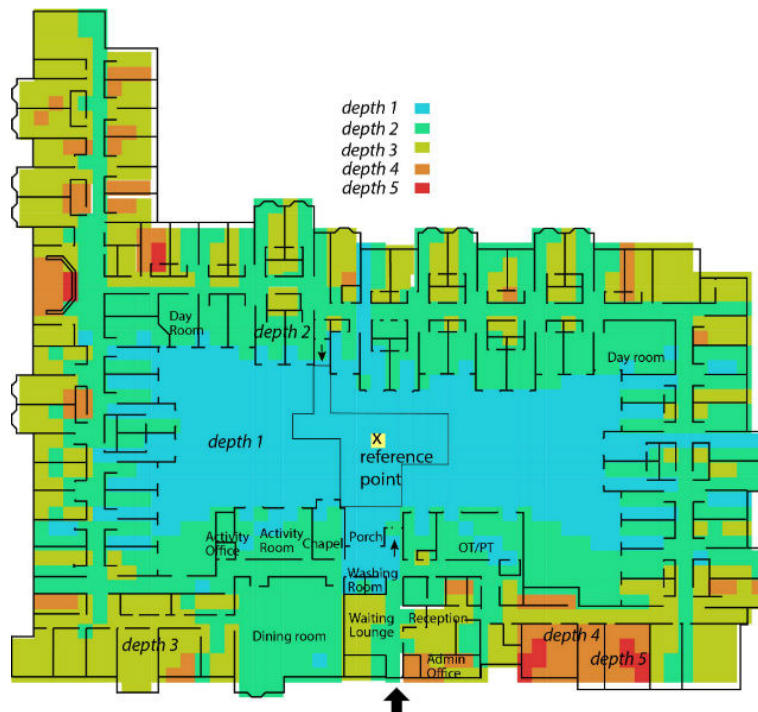 depth 1
depth 2
depth 3
depth 4
depth 5
Day
Room
depth 2
Day room
depth 1
X
reference
point
Activity
Office
Activity
Room
Chapel
Porch
OT/PT
Washing
Room
Waiting
Lounge
Reception
Dining room
depth 3
depth 4
depth 5
Admin
Office